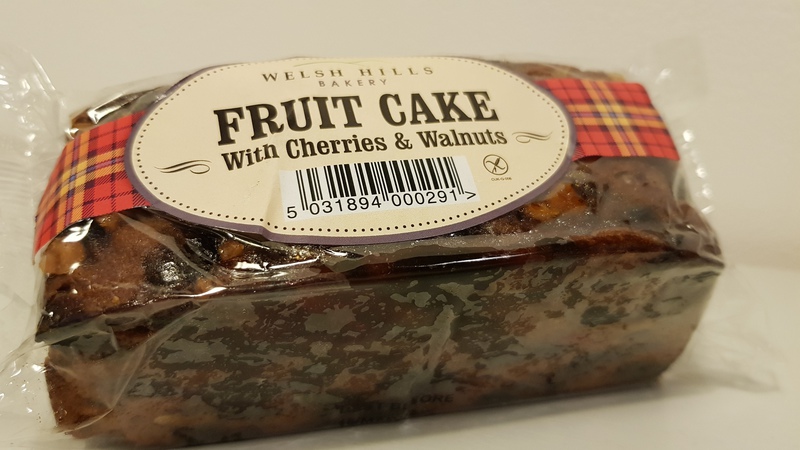 WELSH HILLS
BAKERY
FRUIT CAKE
With Cherries & Walnuts
5 031894 000291 >